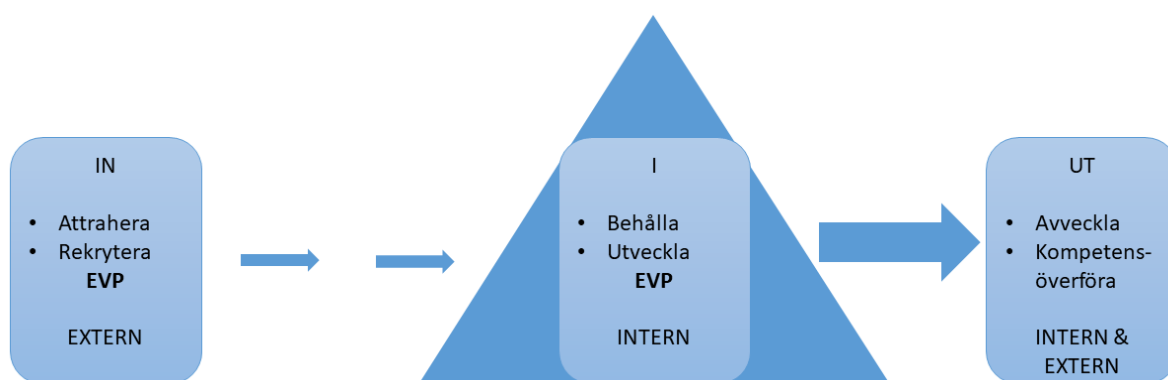 IN
• Attrahera
• Rekrytera
EVP
EXTERN
I
• Behålla
• Utveckla
EVP
INTERN
UT
• Avveckla
• Kompetens-
överföra
INTERN &
EXTERN